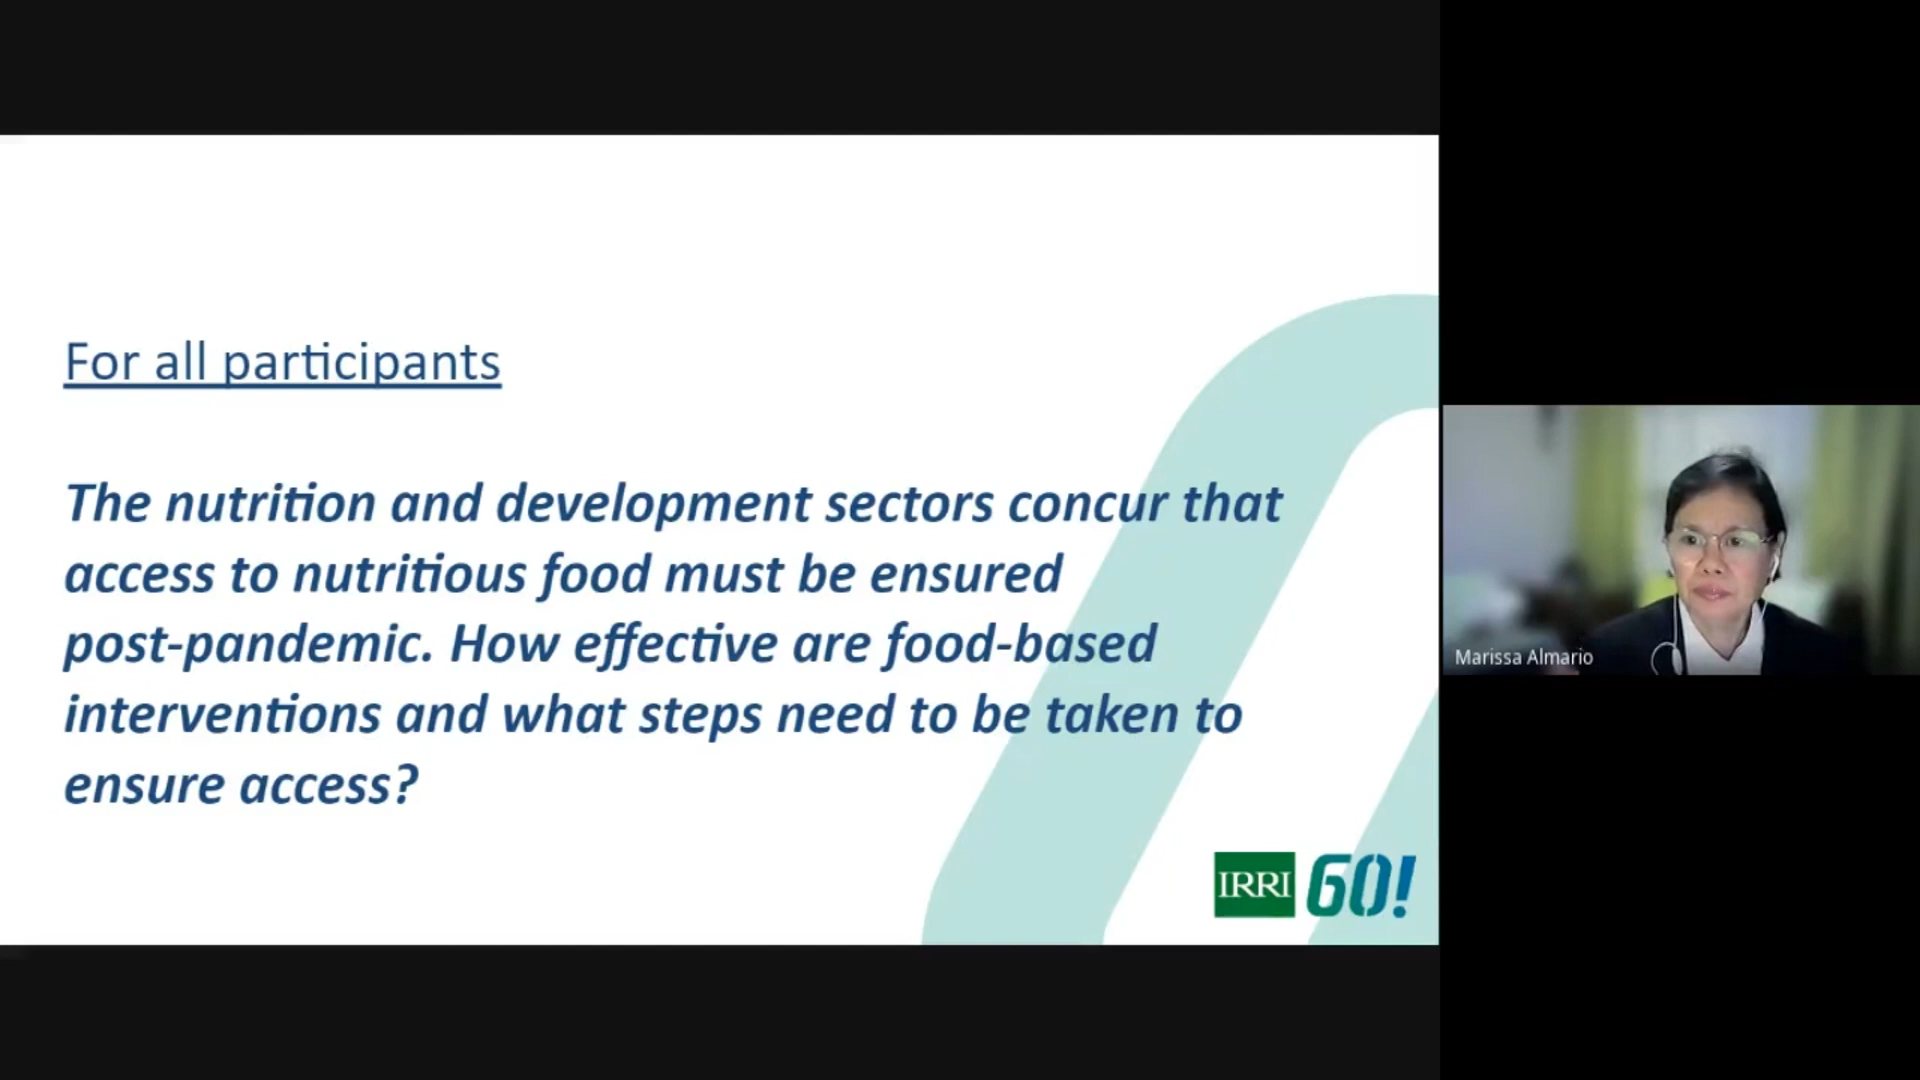 For all participants
The nutrition and development sectors concur that
access to nutritious food must be ensured
post-pandemic. How effective are food-based
interventions and what steps need to be taken to
ensure access?
IRRI 60!
Marissa Almario